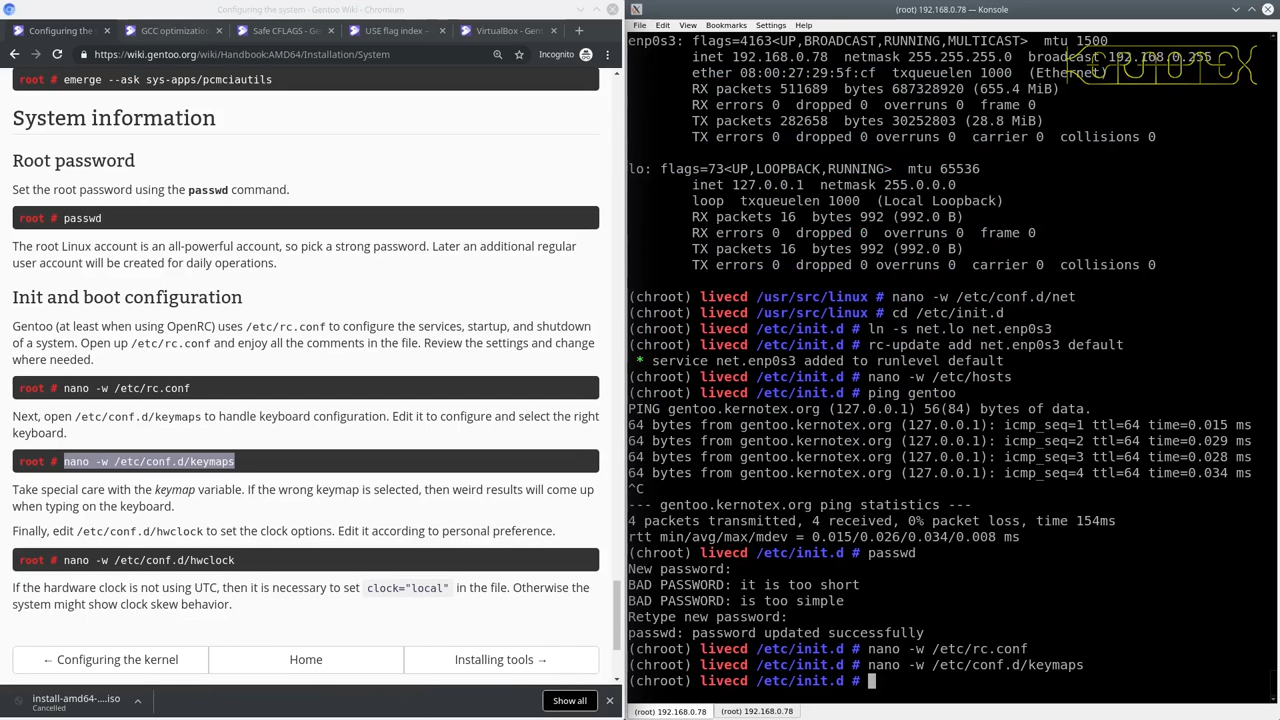 Configuring the system - Gentoo Wiki - Chromium
Configuring the
GCC optimization
Safe CFLAGS - G
USE flag index –
VirtualBox - Gen
https://wiki.gentoo.org/wiki/Handbook:AMD64/Installation/System
Incognito
root # emerge --ask sys-apps/pcmciautils
System information
Root password
Set the root password using the passwd command.
root # passwd
The root Linux account is an all-powerful account, so pick a strong password. Later an additional regular
user account will be created for daily operations.
Init and boot configuration
Gentoo (at least when using OpenRC) uses /etc/rc.conf to configure the services, startup, and shutdown
of a system. Open up /etc/rc.conf and enjoy all the comments in the file. Review the settings and change
where needed.
root # nano -w /etc/rc.conf
Next, open /etc/conf.d/keymaps to handle keyboard configuration. Edit it to configure and select the right
keyboard.
root # nano -w /etc/conf.d/keymaps
Take special care with the keymap variable. If the wrong keymap is selected, then weird results will come up
when typing on the keyboard.
Finally, edit /etc/conf.d/hwclock to set the clock options. Edit it according to personal preference.
root # nano -w /etc/conf.d/hwclock
If the hardware clock is not using UTC, then it is necessary to set clock="local" in the file. Otherwise the
system might show clock skew behavior.
← Configuring the kernel
Home
Installing tools →
install-amd64-....iso
Cancelled
Show all
(root) 192.168.0.78 — Konsole
File Edit View Bookmarks Settings Help
enp0s3: flags=4163<UP,BROADCAST,RUNNING,MULTICAST> mtu 1500
inet 192.168.0.78 netmask 255.255.255.0 broadcast 192.168.0.255
ether 08:00:27:29:5f:cf txqueuelen 1000 (Ethernet)
RX packets 511689 bytes 687328920 (655.4 MiB)
RX errors 0 dropped 0 overruns 0 frame 0
TX packets 282658 bytes 30252803 (28.8 MiB)
TX errors 0 dropped 0 overruns 0 carrier 0 collisions 0
KERNOTEX
lo: flags=73<UP,LOOPBACK,RUNNING> mtu 65536
inet 127.0.0.1 netmask 255.0.0.0
loop txqueuelen 1000 (Local Loopback)
RX packets 16 bytes 992 (992.0 B)
RX errors 0 dropped 0 overruns 0 frame 0
TX packets 16 bytes 992 (992.0 B)
TX errors 0 dropped 0 overruns 0 carrier 0 collisions 0
(chroot) livecd /usr/src/linux # nano -w /etc/conf.d/net
(chroot) livecd /usr/src/linux # cd /etc/init.d
(chroot) livecd /etc/init.d # ln -s net.lo net.enp0s3
(chroot) livecd /etc/init.d # rc-update add net.enp0s3 default
* service net.enp0s3 added to runlevel default
(chroot) livecd /etc/init.d # nano -w /etc/hosts
(chroot) livecd /etc/init.d # ping gentoo
PING gentoo.kernotex.org (127.0.0.1) 56(84) bytes of data.
64 bytes from gentoo.kernotex.org (127.0.0.1): icmp_seq=1 ttl=64 time=0.015 ms
64 bytes from gentoo.kernotex.org (127.0.0.1): icmp_seq=2 ttl=64 time=0.029 ms
64 bytes from gentoo.kernotex.org (127.0.0.1): icmp_seq=3 ttl=64 time=0.028 ms
64 bytes from gentoo.kernotex.org (127.0.0.1): icmp_seq=4 ttl=64 time=0.034 ms
^C
--- gentoo.kernotex.org ping statistics ---
4 packets transmitted, 4 received, 0% packet loss, time 154ms
rtt min/avg/max/mdev = 0.015/0.026/0.034/0.008 ms
(chroot) livecd /etc/init.d # passwd
New password:
BAD PASSWORD: it is too short
BAD PASSWORD: is too simple
Retype new password:
passwd: password updated successfully
(chroot) livecd /etc/init.d # nano -w /etc/rc.conf
(chroot) livecd /etc/init.d # nano -w /etc/conf.d/keymaps
(chroot) livecd /etc/init.d #
(root) 192.168.0.78
(root) 192.168.0.78